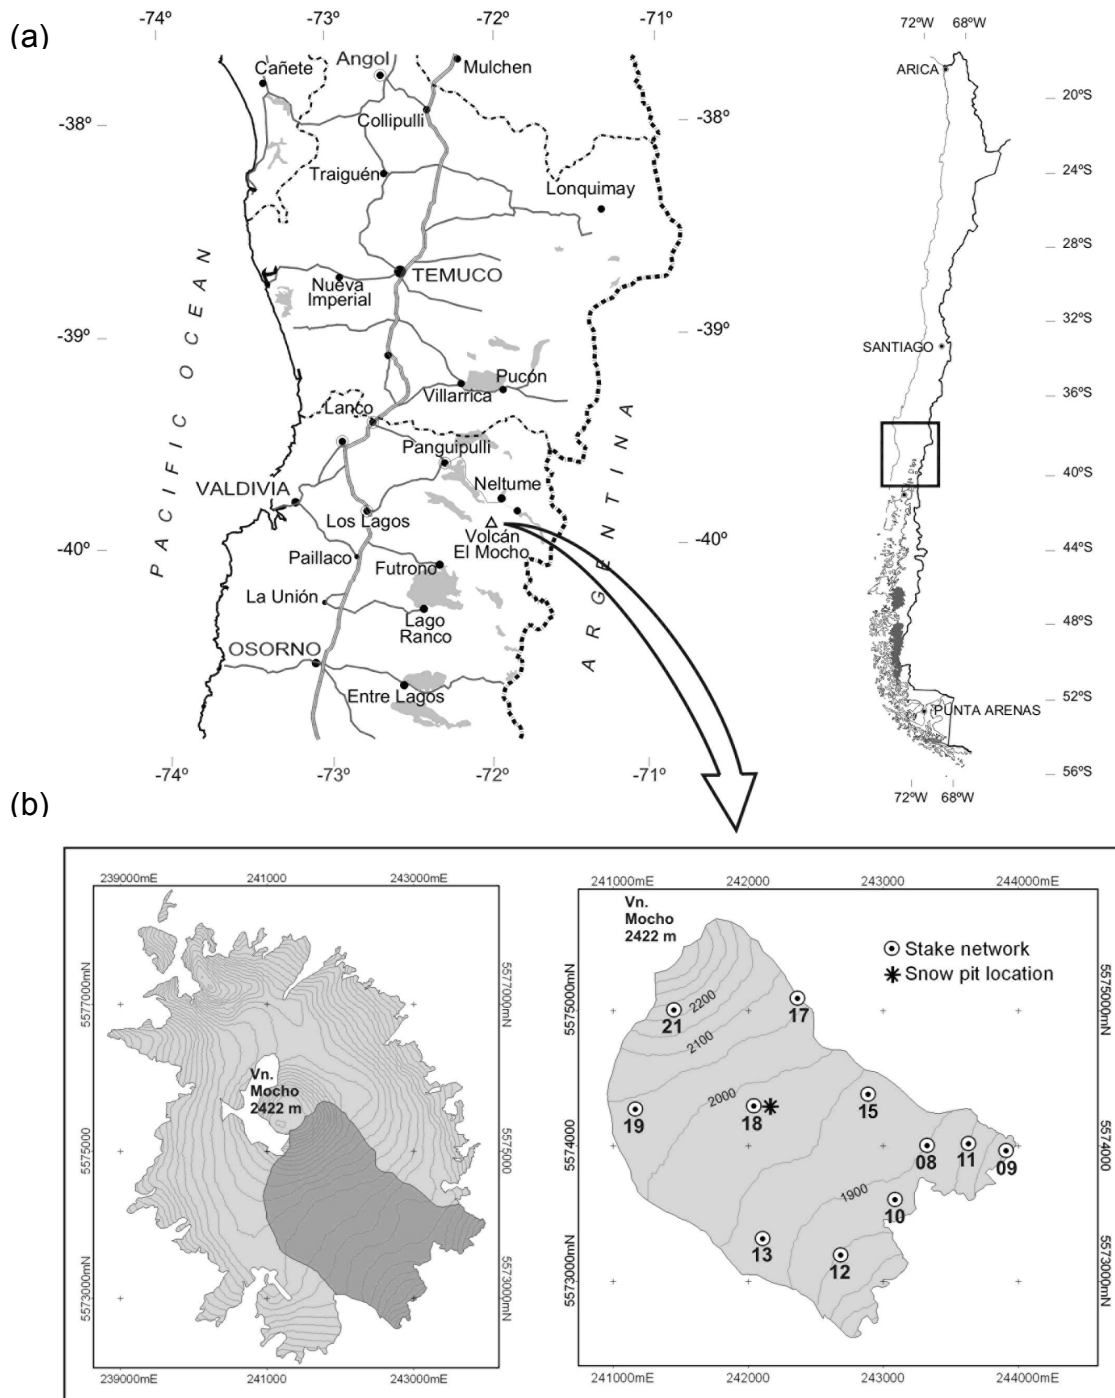 (a)
-74º
-73º
-72º
-71º
72ºW
68ºW
Cañete
Angol
Mulchen
ARICA
20ºS
-38º
Collipulli
-38º
Traiguén
Lonquimay
24ºS
28ºS
TEMUCO
Nueva
Imperial
PACIFIC OCEAN
32ºS
-39º
-39º
SANTIAGO
Villarrica
Pucón
36ºS
Lanco
ARGENTINA
Panguipulli
40ºS
VALDIVIA
Neltume
Los Lagos
Volcán
El Mocho
-40º
Paillaco
Futrono
-40º
44ºS
La Unión
Lago
Ranco
48ºS
OSORNO
Entre Lagos
52ºS
PUNTA ARENAS
56ºS
-74º
-73º
-72º
-71º
72ºW
68ºW
(b)
239000mE
241000
243000mE
5577000mN
5577000mN
Vn.
Mocho
2422 m
5575000
5575000
5573000mN
5573000mN
239000mE
241000
243000mE
241000mE
242000
243000
244000mE
Vn.
Mocho
2422 m
Stake network
Snow pit location
5575000mN
5575000mN
2200
21
17
2100
2000
15
19
18
5574000
5574000
08
11
09
1900
10
13
12
5573000mN
5573000mN
241000mE
242000
243000
244000mE